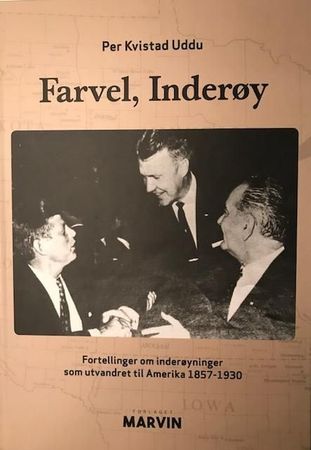 Per Kvistad Uddu
Farvel, Inderøy
Fortellinger om inderøyninger
som utvandret til Amerika 1857-1930
IOWA
FORLAGET
MARVIN